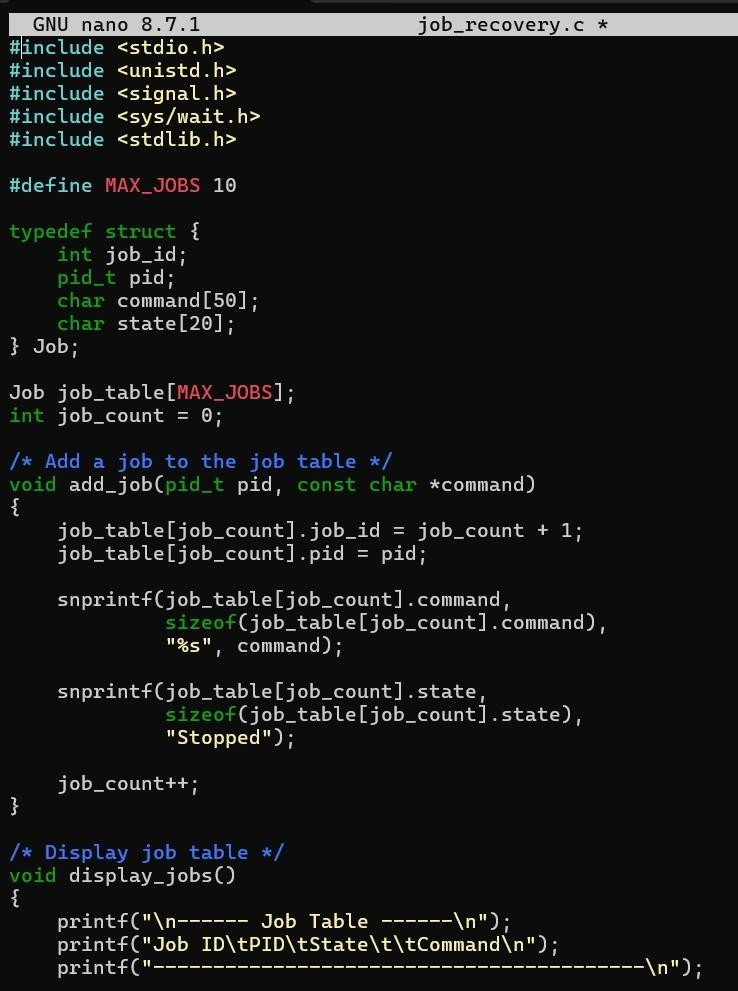 GNU nano 8.7.1                  job_recovery.c *
#include <stdio.h>
#include <unistd.h>
#include <signal.h>
#include <sys/wait.h>
#include <stdlib.h>

#define MAX_JOBS 10

typedef struct {
    int job_id;
    pid_t pid;
    char command[50];
    char state[20];
} Job;

Job job_table[MAX_JOBS];
int job_count = 0;

/* Add a job to the job table */
void add_job(pid_t pid, const char *command)
{
    job_table[job_count].job_id = job_count + 1;
    job_table[job_count].pid = pid;

    snprintf(job_table[job_count].command,
             sizeof(job_table[job_count].command),
             "%s", command);

    snprintf(job_table[job_count].state,
             sizeof(job_table[job_count].state),
             "Stopped");

    job_count++;
}

/* Display job table */
void display_jobs()
{
    printf("\n------ Job Table ------\n");
    printf("Job ID\tPID\tState\t\tCommand\n");
    printf("-----------------------------------------\n");